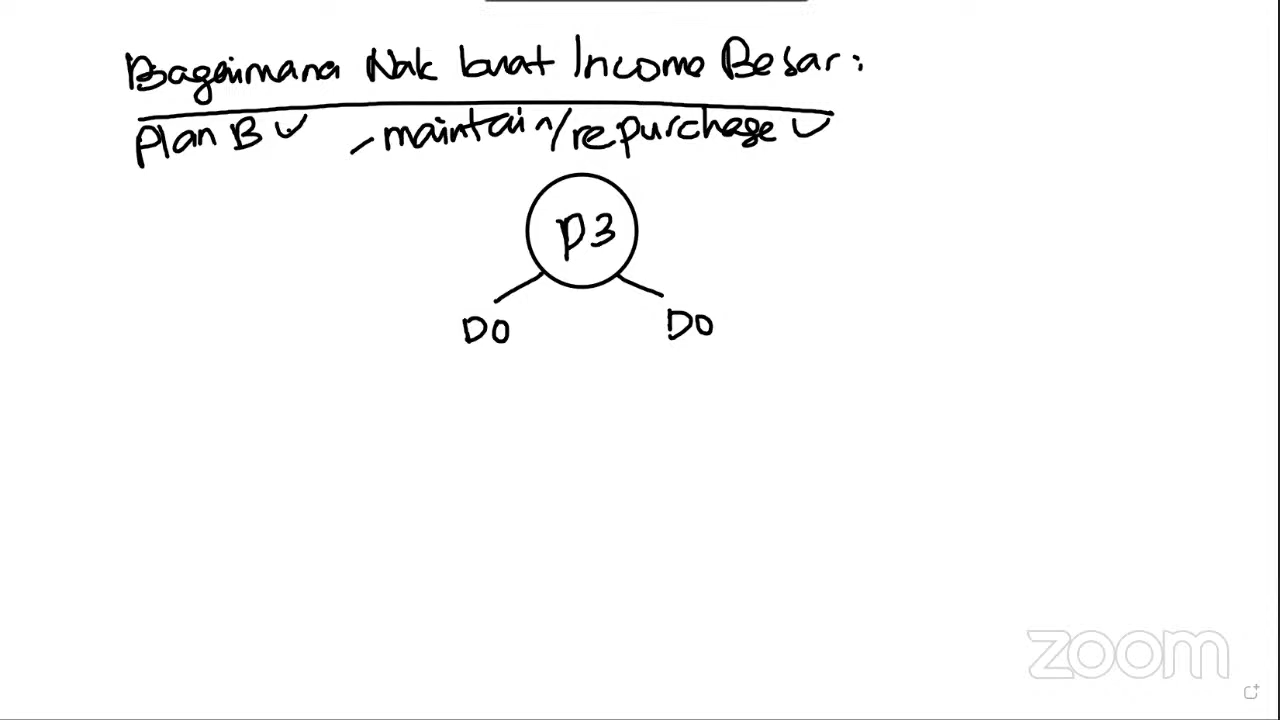 Bagaimana Nak buat Income Besar :
Plan B - maintain/repurchase
P3
DO DO
zoom